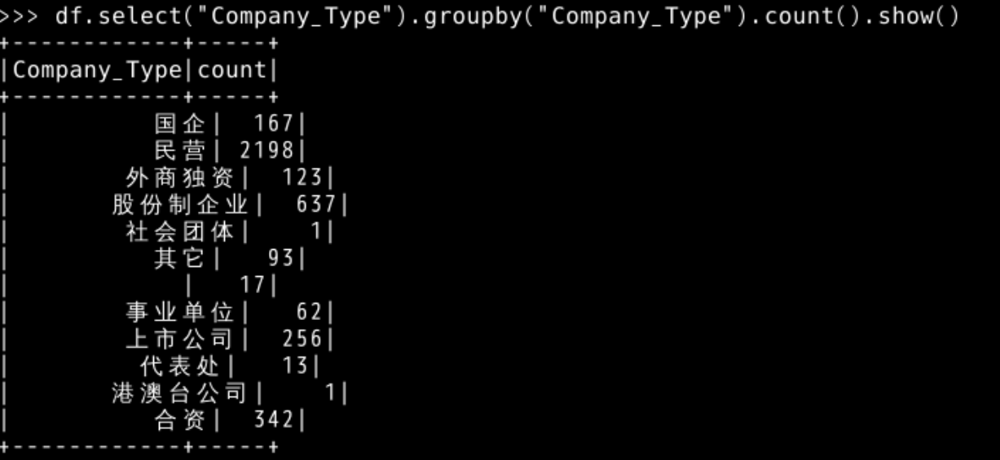 >>> df.select("Company_Type").groupby("Company_Type").count().show()
+------------+-----+
|Company_Type|count|
+------------+-----+
|          国企|  167|
|          民营| 2198|
|        外商独资|  123|
|       股份制企业|  637|
|        社会团体|    1|
|          其它|   93|
|            |   17|
|        事业单位|   62|
|        上市公司|  256|
|         代表处|   13|
|       港澳台公司|    1|
|          合资|  342|
+------------+-----+